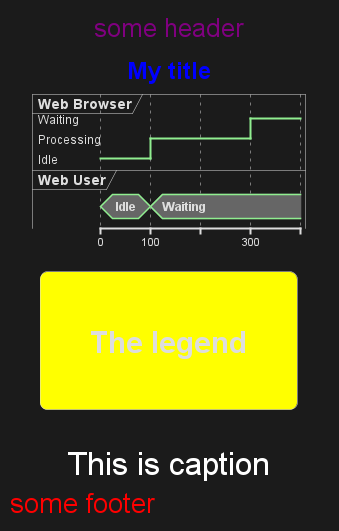 some header
My title
Web Browser
Waiting
Processing
Idle
Web User
Idle Waiting
0 100 300
The legend
This is caption
some footer